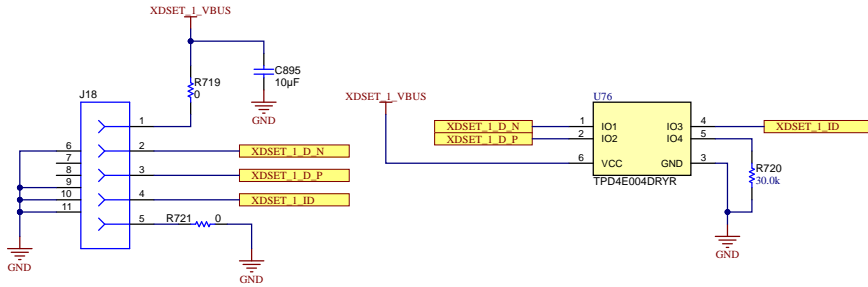 XDSET_1_VBUS
R719
0
C895
10µF
GND
J18
1
2
XDSET_1_D_N
3
XDSET_1_D_P
4
XDSET_1_ID
5
R721
0
GND
6
7
8
9
10
11
GND
XDSET_1_VBUS
U76
XDSET_1_D_N
1
IO1
IO3
4
XDSET_1_ID
XDSET_1_D_P
2
IO2
IO4
5
6
VCC
GND
3
TPD4E004DRYR
R720
30.0k
GND